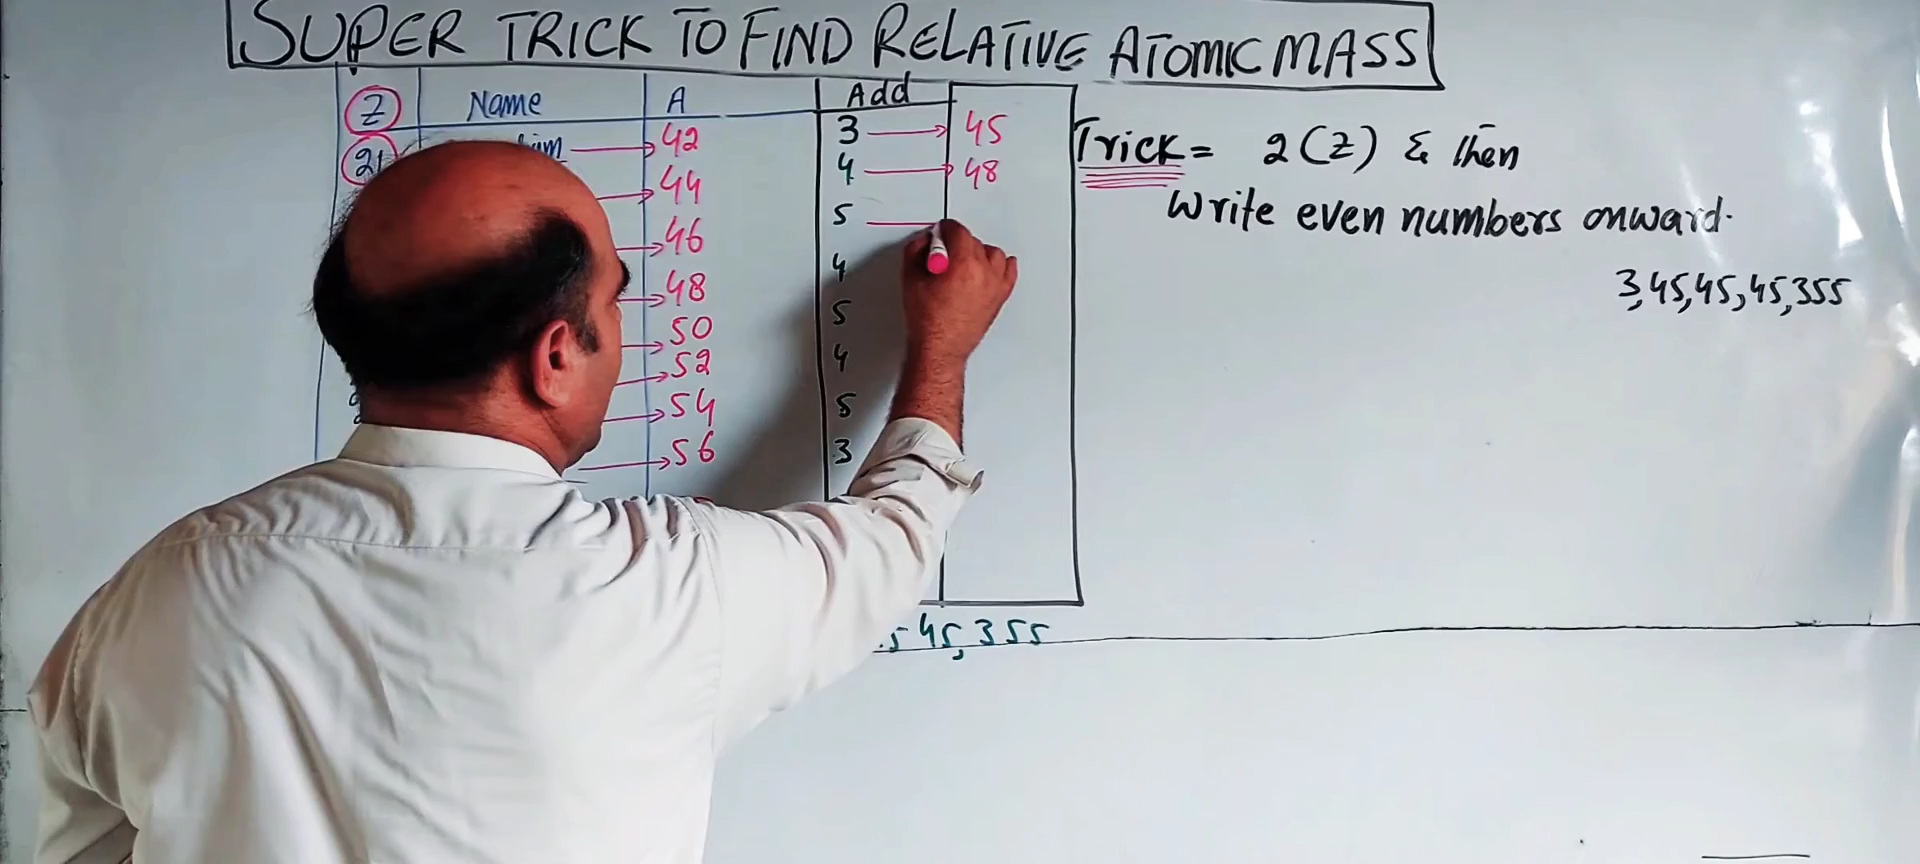 SUPER TRICK TO FIND RELATIVE ATOMIC MASS
Z Name A Add
21 42 3 45
44 4 48
46 5
48 4
50 5
52 4
54 5
56 3
Trick = 2(Z) & then
Write even numbers onward.
3,45,45,45,355
45,355